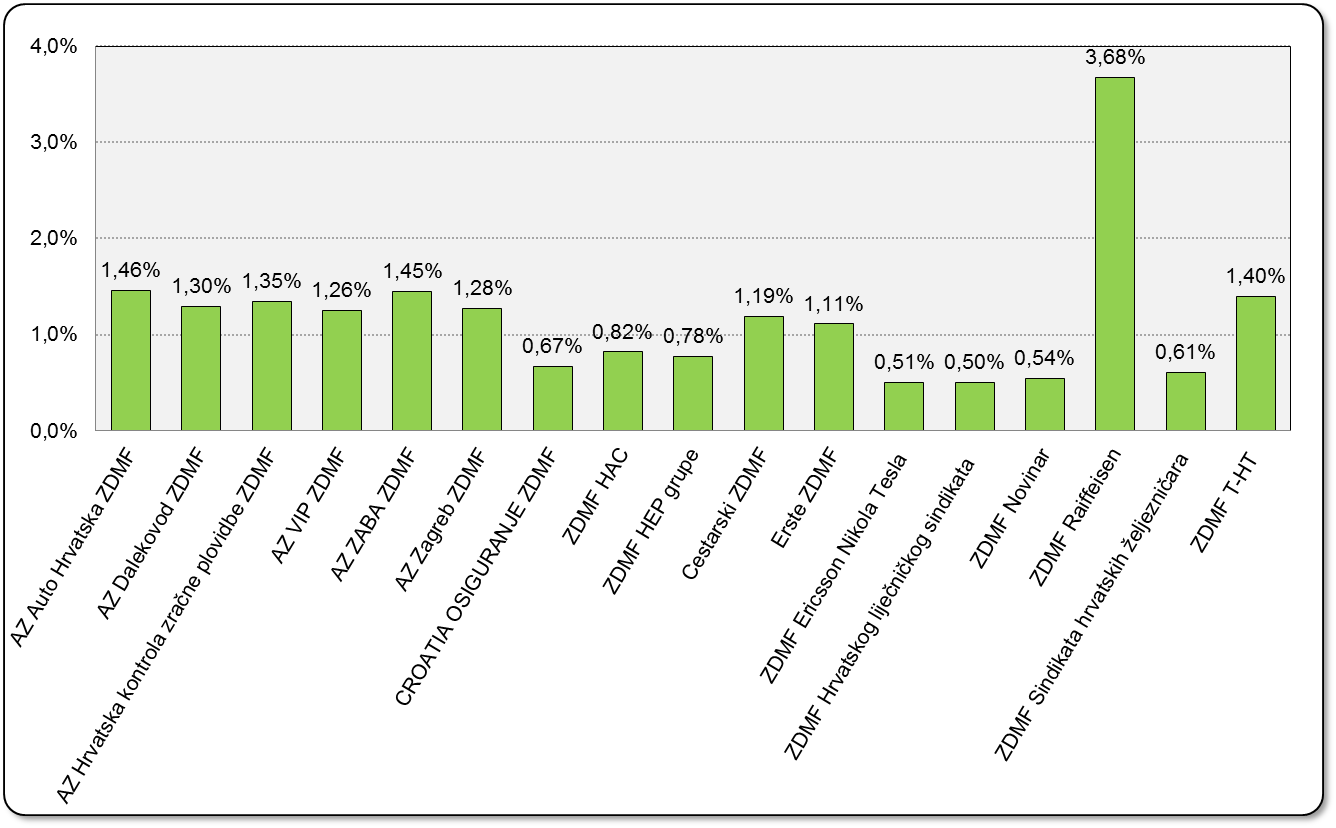 4,0%
3,0%
2,0%
1,0%
0,0%
1,46%
1,30%
1,35%
1,26%
1,45%
1,28%
0,67%
0,82%
0,78%
1,19%
1,11%
0,51%
0,50%
0,54%
3,68%
0,61%
1,40%
AZ Auto Hrvatska ZDMF
AZ Dalekovod ZDMF
AZ Hrvatska kontrola zračne plovidbe ZDMF
AZ VIP ZDMF
AZ ZABA ZDMF
AZ Zagreb ZDMF
CROATIA OSIGURANJE ZDMF
ZDMF HAC
ZDMF HEP grupe
Cestarski ZDMF
Erste ZDMF
ZDMF Ericsson Nikola Tesla
ZDMF Hrvatskog liječničkog sindikata
ZDMF Novinar
ZDMF Raiffeisen
ZDMF Sindikata hrvatskih željezničara
ZDMF T-HT